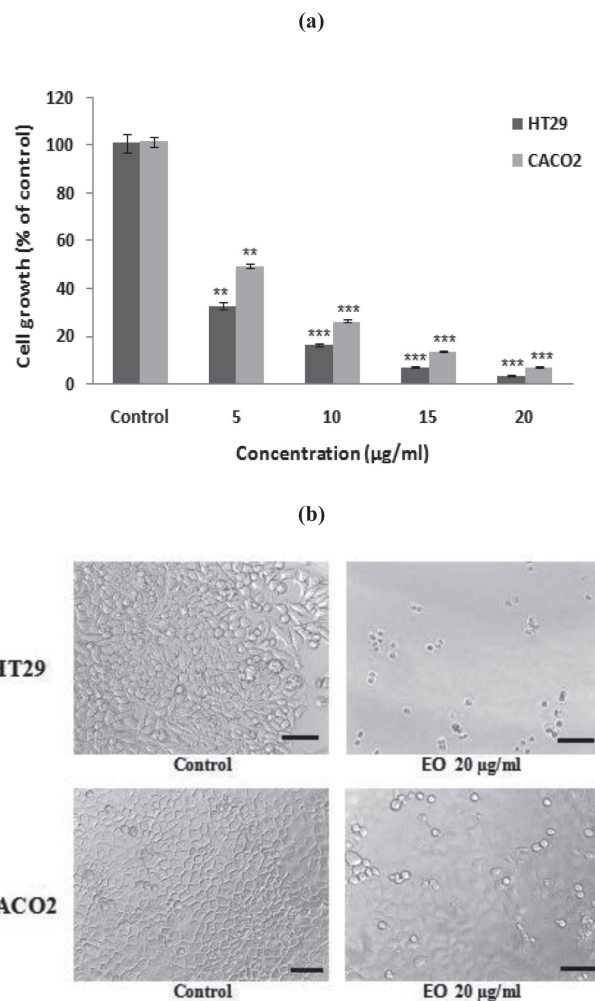 (a)
120
100
80
60
40
20
0
Cell growth (% of control)
HT29
CACO2
**
**
***
***
***
***
***
***
Control 5 10 15 20
Concentration (µg/ml)
(b)
HT29
Control
EO 20 µg/ml
ACO2
Control
EO 20 µg/ml